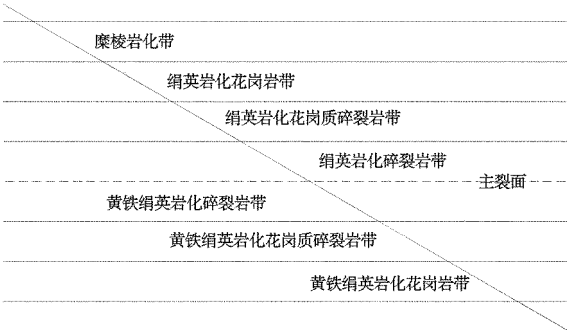 糜棱岩化带
绢英岩化花岗岩带
绢英岩化花岗质碎裂岩带
绢英岩化碎裂岩带
主裂面
黄铁绢英岩化碎裂岩带
黄铁绢英岩化花岗质碎裂岩带
黄铁绢英岩化花岗岩带